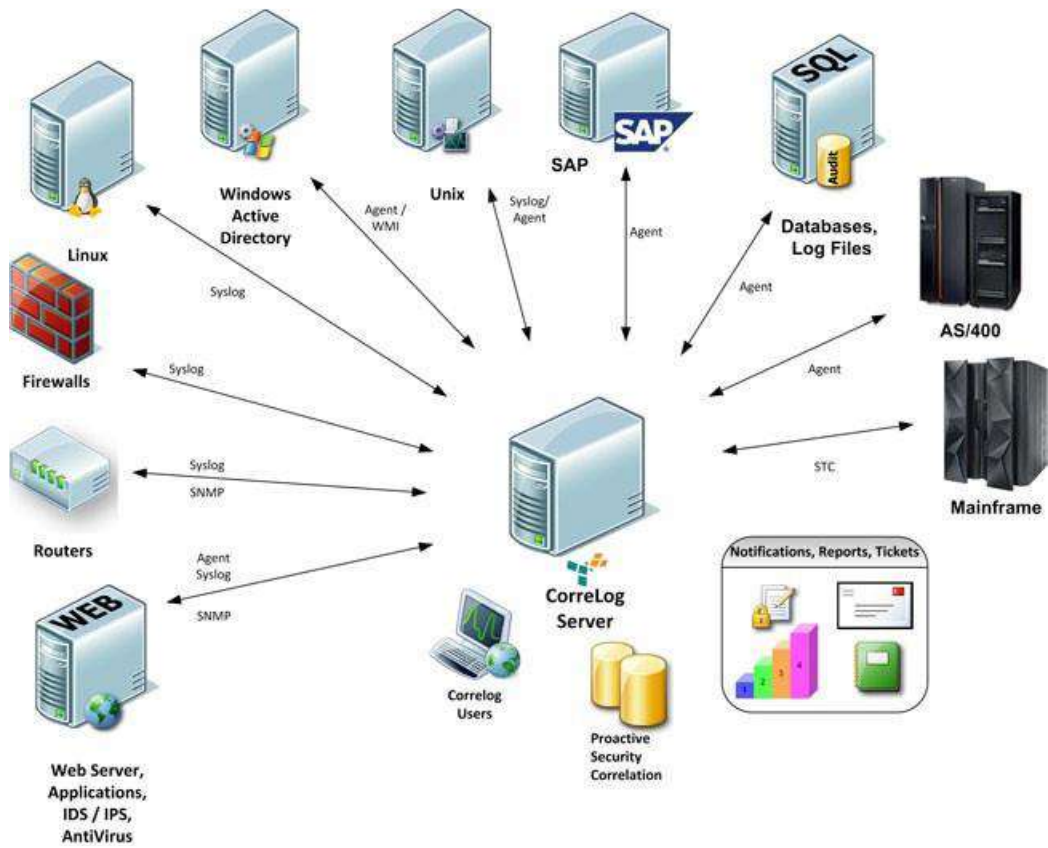 SQL
SAP
Audit
SAP
Windows
Active
Directory
Unix
Linux
Agent /
WMI
Syslog/
Agent
Agent
Databases,
Log Files
Syslog
Agent
AS/400
Firewalls
Syslog
Agent
Routers
Syslog
SNMP
STC
Mainframe
Agent
Syslog
SNMP
WEB
CorreLog
Server
Notifications, Reports, Tickets
1
2
3
4
Correlog
Users
Proactive
Security
Correlation
Web Server,
Applications,
IDS / IPS,
AntiVirus